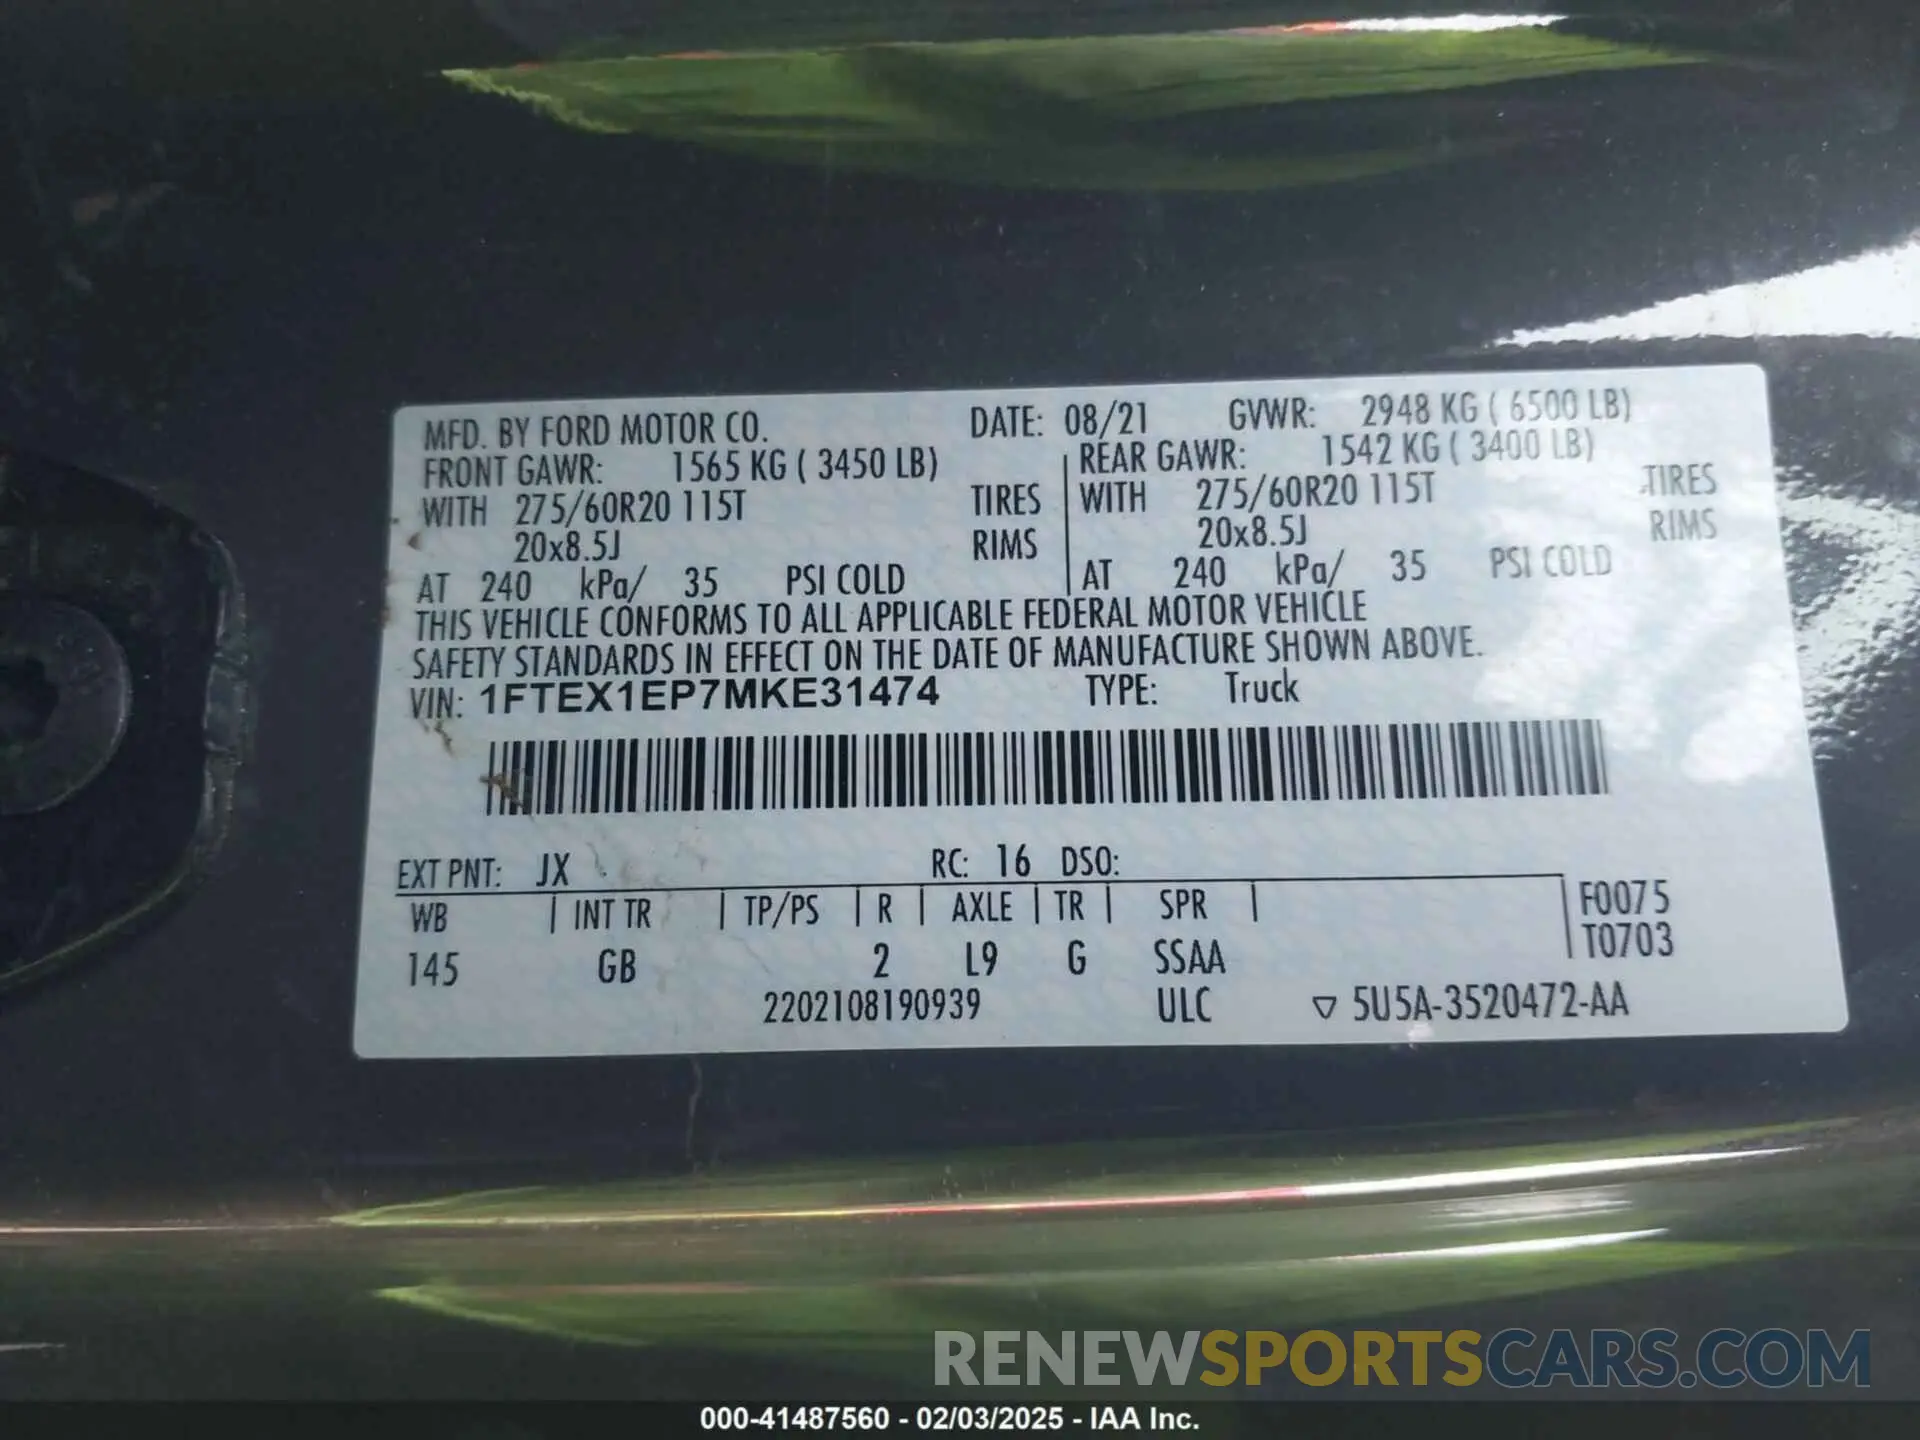 MFD. BY FORD MOTOR CO. DATE: 08/21 GVWR: 2948 KG ( 6500 LB)
FRONT GAWR: 1565 KG ( 3450 LB) REAR GAWR: 1542 KG ( 3400 LB)
WITH 275/60R20 115T TIRES WITH 275/60R20 115T TIRES
20x8.5J RIMS 20x8.5J RIMS
AT 240 kPa/ 35 PSI COLD AT 240 kPa/ 35 PSI COLD
THIS VEHICLE CONFORMS TO ALL APPLICABLE FEDERAL MOTOR VEHICLE
SAFETY STANDARDS IN EFFECT ON THE DATE OF MANUFACTURE SHOWN ABOVE.
VIN: 1FTEX1EP7MKE31474 TYPE: Truck
EXT PNT: JX RC: 16 DSO:
WB INT TR TP/PS R AXLE TR SPR F0075
T0703
145 GB 2 L9 G SSAA
2202108190939 ULC ▽ 5U5A-3520472-AA
RENEWSPORTSCARS.COM
000-41487560 - 02/03/2025 - IAA Inc.